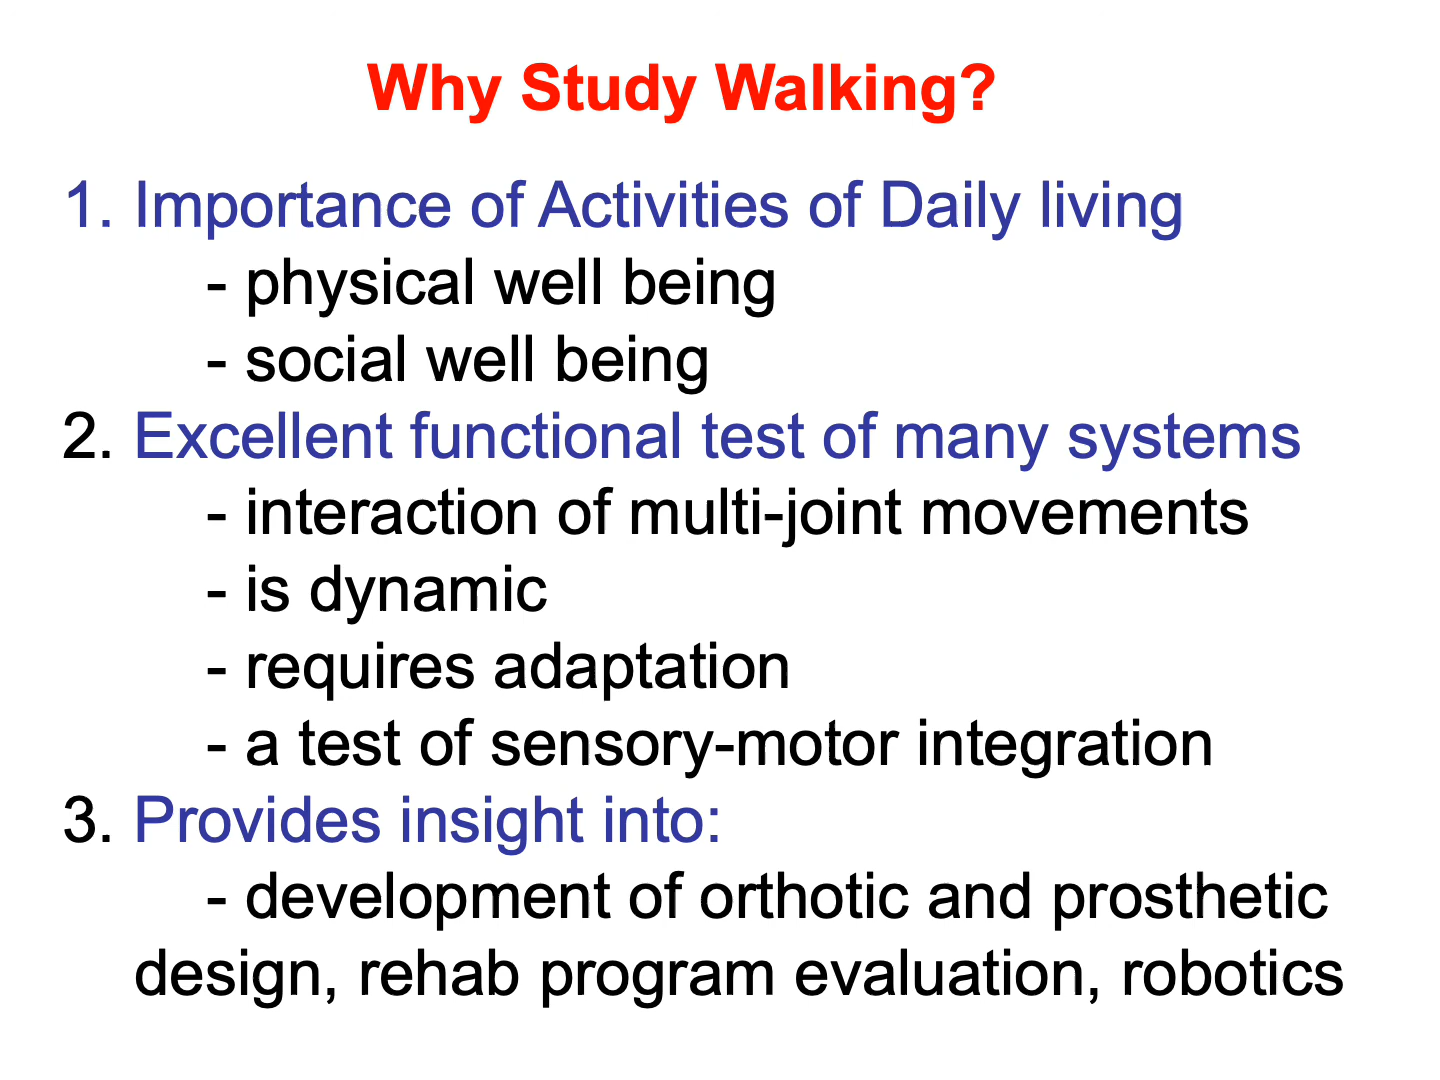 Why Study Walking?
1. Importance of Activities of Daily living
- physical well being
- social well being
2. Excellent functional test of many systems
- interaction of multi-joint movements
- is dynamic
- requires adaptation
- a test of sensory-motor integration
3. Provides insight into:
- development of orthotic and prosthetic
design, rehab program evaluation, robotics